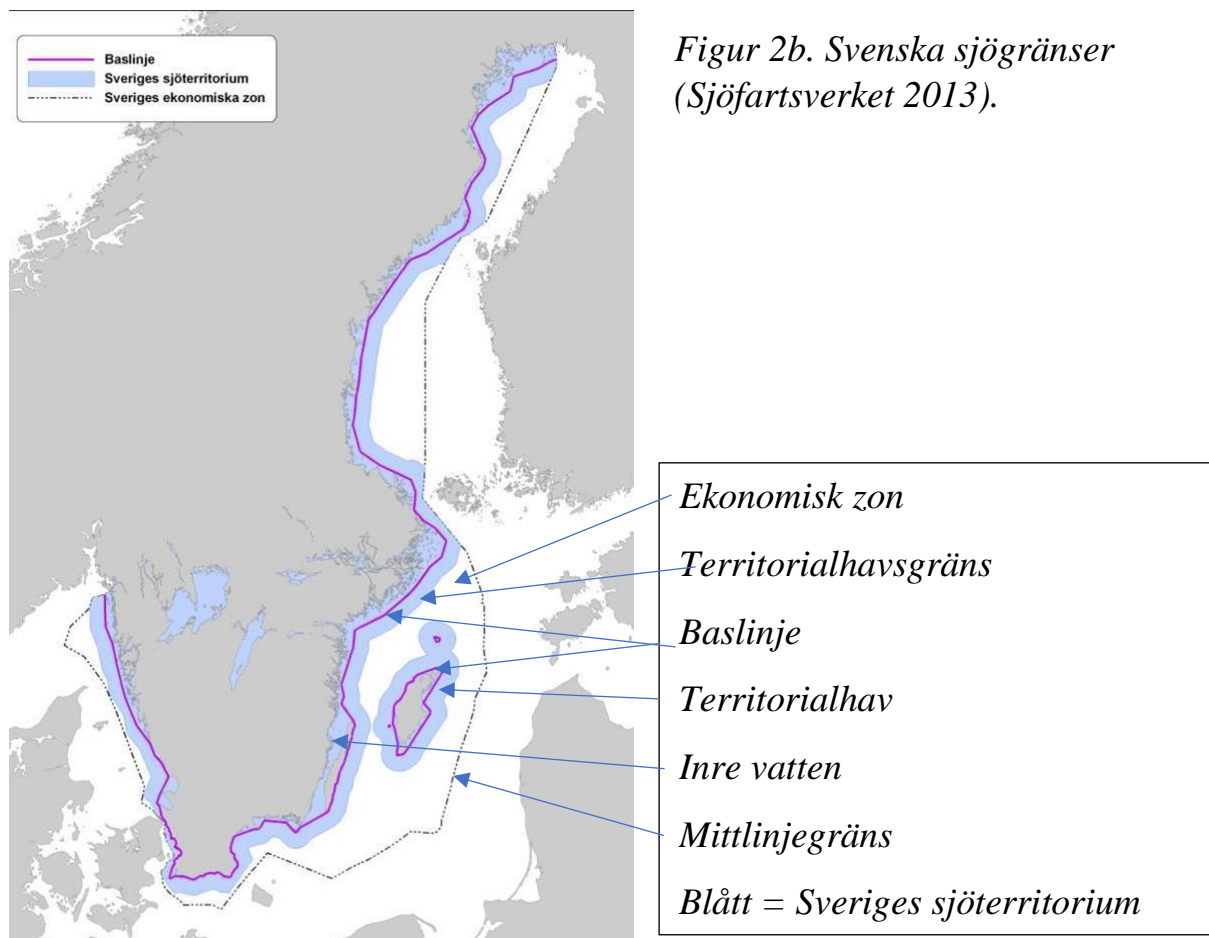 Baslinje
Sveriges sjöterritorium
Sveriges ekonomiska zon
Figur 2b. Svenska sjögränser
(Sjöfartsverket 2013).
Ekonomisk zon
Territorialhavsgräns
Baslinje
Territorialhav
Inre vatten
Mittlinjegräns
Blått = Sveriges sjöterritorium